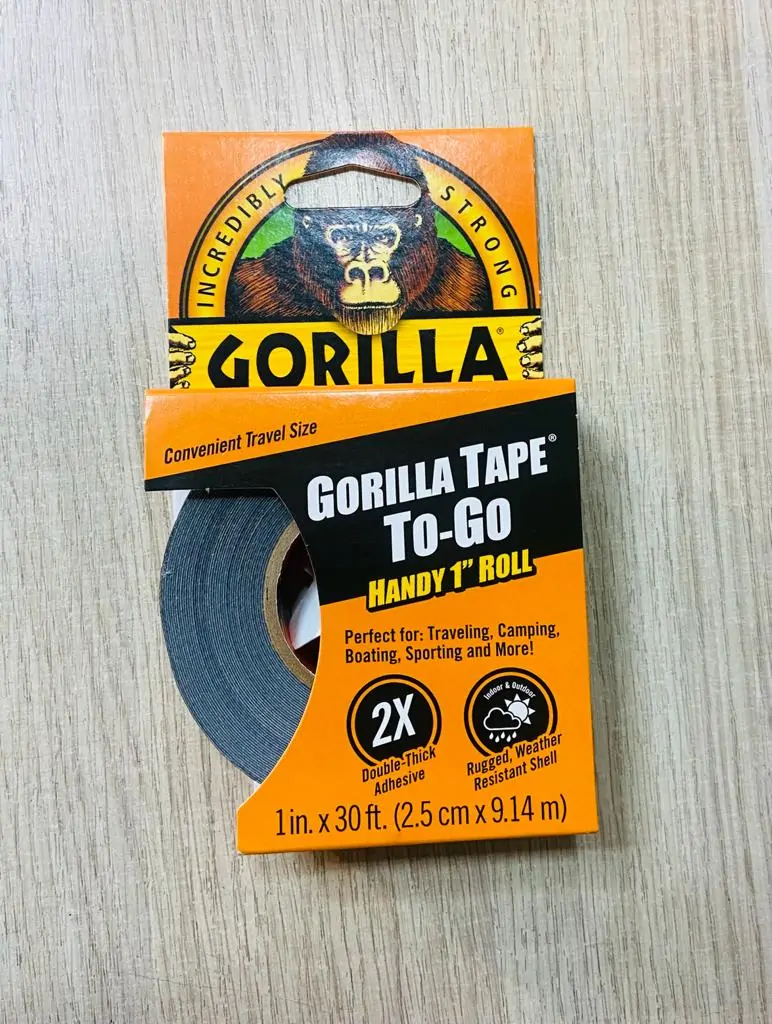 INCREDIBLY STRONG
GORILLA®
Convenient Travel Size
GORILLA TAPE®
TO-GO
HANDY 1" ROLL
Perfect for: Traveling, Camping,
Boating, Sporting and More!
2X
Double-Thick
Adhesive
Indoor & Outdoor
Rugged, Weather
Resistant Shell
1 in. x 30 ft. (2.5 cm x 9.14 m)